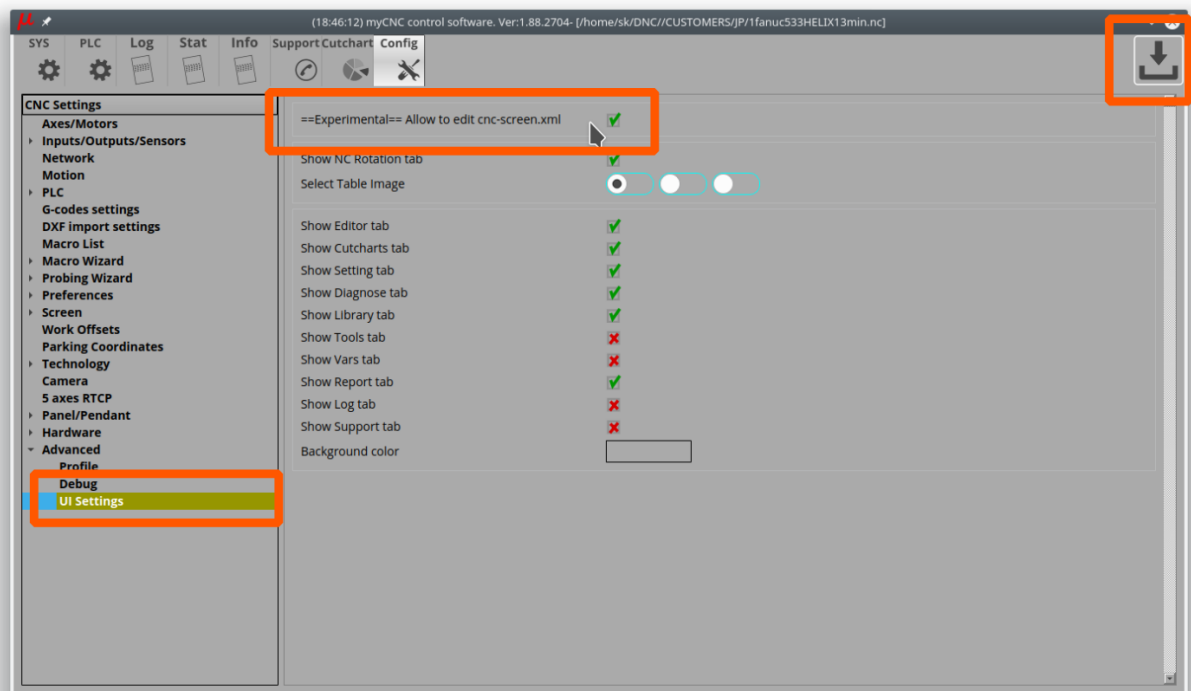 μ (18:46:12) myCNC control software. Ver:1.88.2704- [/home/sk/DNC//CUSTOMERS/JP/1fanuc533HELIX13min.nc]
SYS PLC Log Stat Info Support Cutchart Config
CNC Settings
Axes/Motors
Inputs/Outputs/Sensors
Network
Motion
PLC
G-codes settings
DXF import settings
Macro List
Macro Wizard
Probing Wizard
Preferences
Screen
Work Offsets
Parking Coordinates
Technology
Camera
5 axes RTCP
Panel/Pendant
Hardware
Advanced
Profile
Debug
UI Settings
==Experimental== Allow to edit cnc-screen.xml
Show NC Rotation tab
Select Table Image
Show Editor tab
Show Cutcharts tab
Show Setting tab
Show Diagnose tab
Show Library tab
Show Tools tab
Show Vars tab
Show Report tab
Show Log tab
Show Support tab
Background color